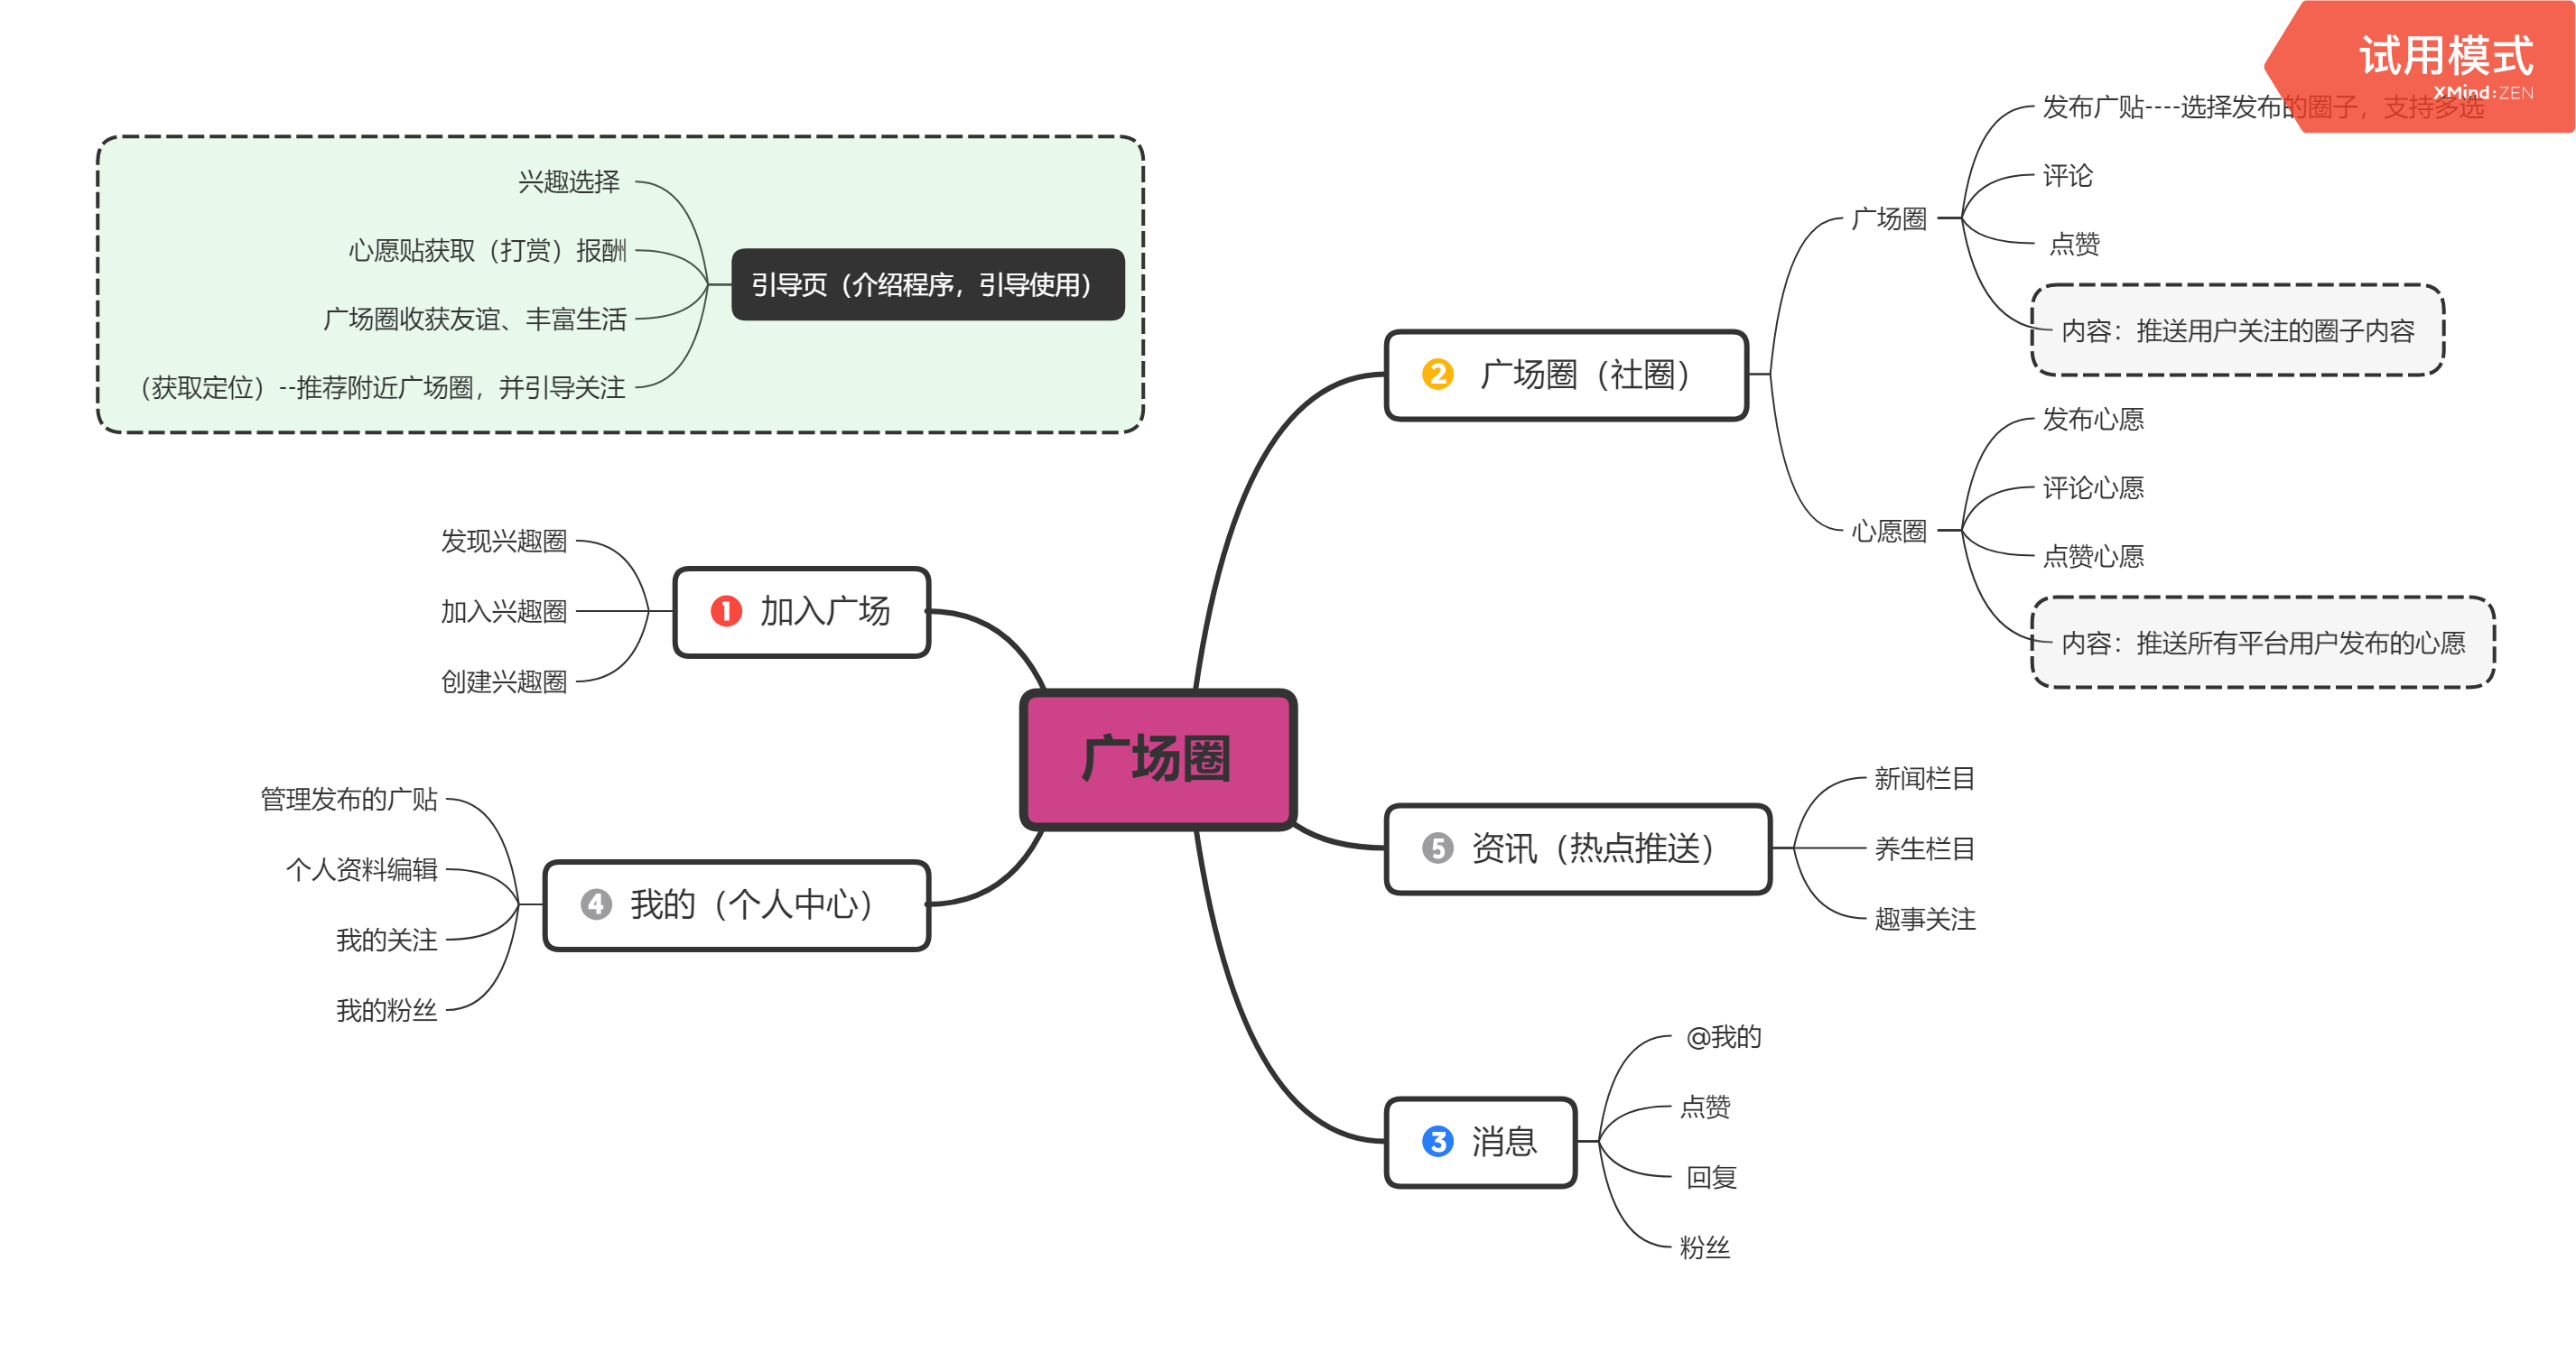 试用模式
XMind:ZEN
兴趣选择
心愿贴获取（打赏）报酬
广场圈收获友谊、丰富生活
（获取定位）--推荐附近广场圈，并引导关注
引导页（介绍程序，引导使用）
发现兴趣圈
加入兴趣圈
创建兴趣圈
1 加入广场
管理发布的广贴
个人资料编辑
我的关注
我的粉丝
4 我的（个人中心）
广场圈
2 广场圈（社圈）
广场圈
发布广贴----选择发布的圈子，支持多选
评论
点赞
内容：推送用户关注的圈子内容
心愿圈
发布心愿
评论心愿
点赞心愿
内容：推送所有平台用户发布的心愿
5 资讯（热点推送）
新闻栏目
养生栏目
趣事关注
3 消息
@我的
点赞
回复
粉丝